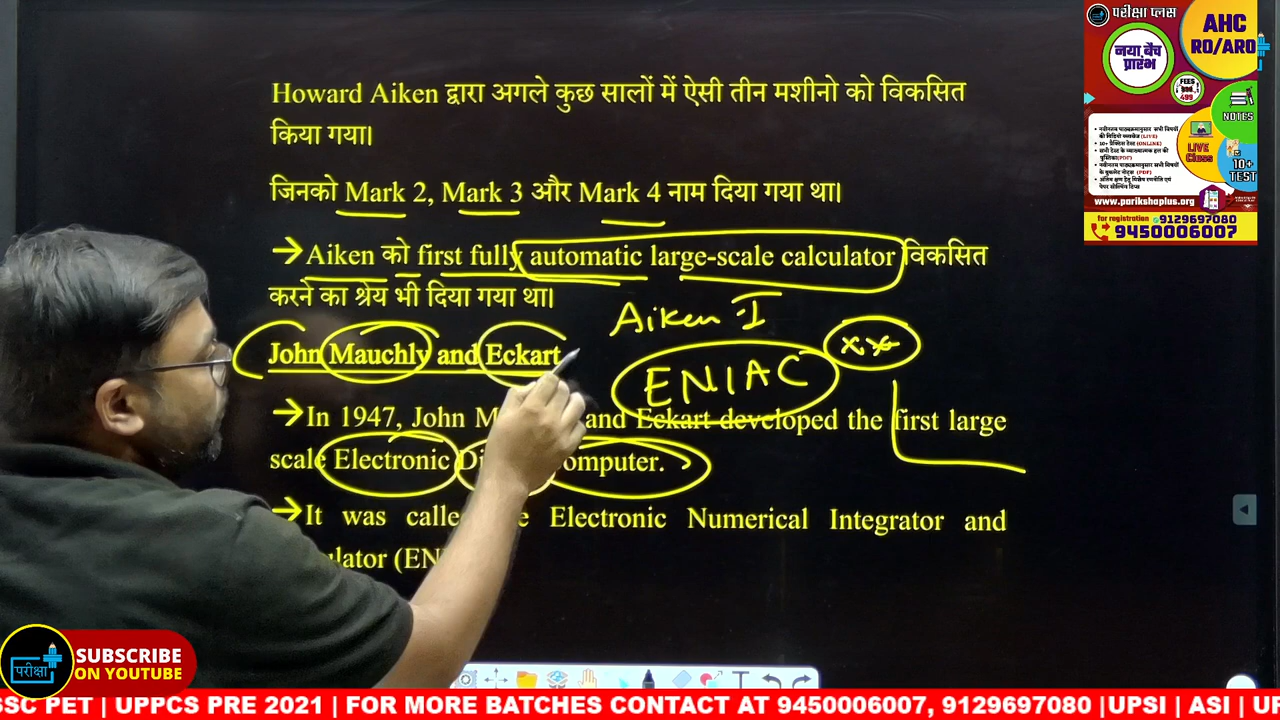 Howard Aiken द्वारा अगले कुछ सालों में ऐसी तीन मशीनो को विकसित
किया गया।
जिनको Mark 2, Mark 3 और Mark 4 नाम दिया गया था।
→Aiken को first fully automatic large-scale calculator विकसित
करने का श्रेय भी दिया गया था।
Aiken -I
John Mauchly and Eckart
ENIAC
→In 1947, John and Eckart developed the first large
scale Electronic Computer.
→It was Electronic Numerical Integrator and
परीक्षा प्लस
AHC
RO/ARO
नया बैच
प्रारंभ
FEES
499
NOTES
LIVE
Class
10+
TEST
www.parikshaplus.org
for registration 9129697080
9450006007
परीक्षा
SUBSCRIBE
ON YOUTUBE
SSC PET | UPPCS PRE 2021 | FOR MORE BATCHES CONTACT AT 9450006007, 9129697080 |UPSI | ASI |